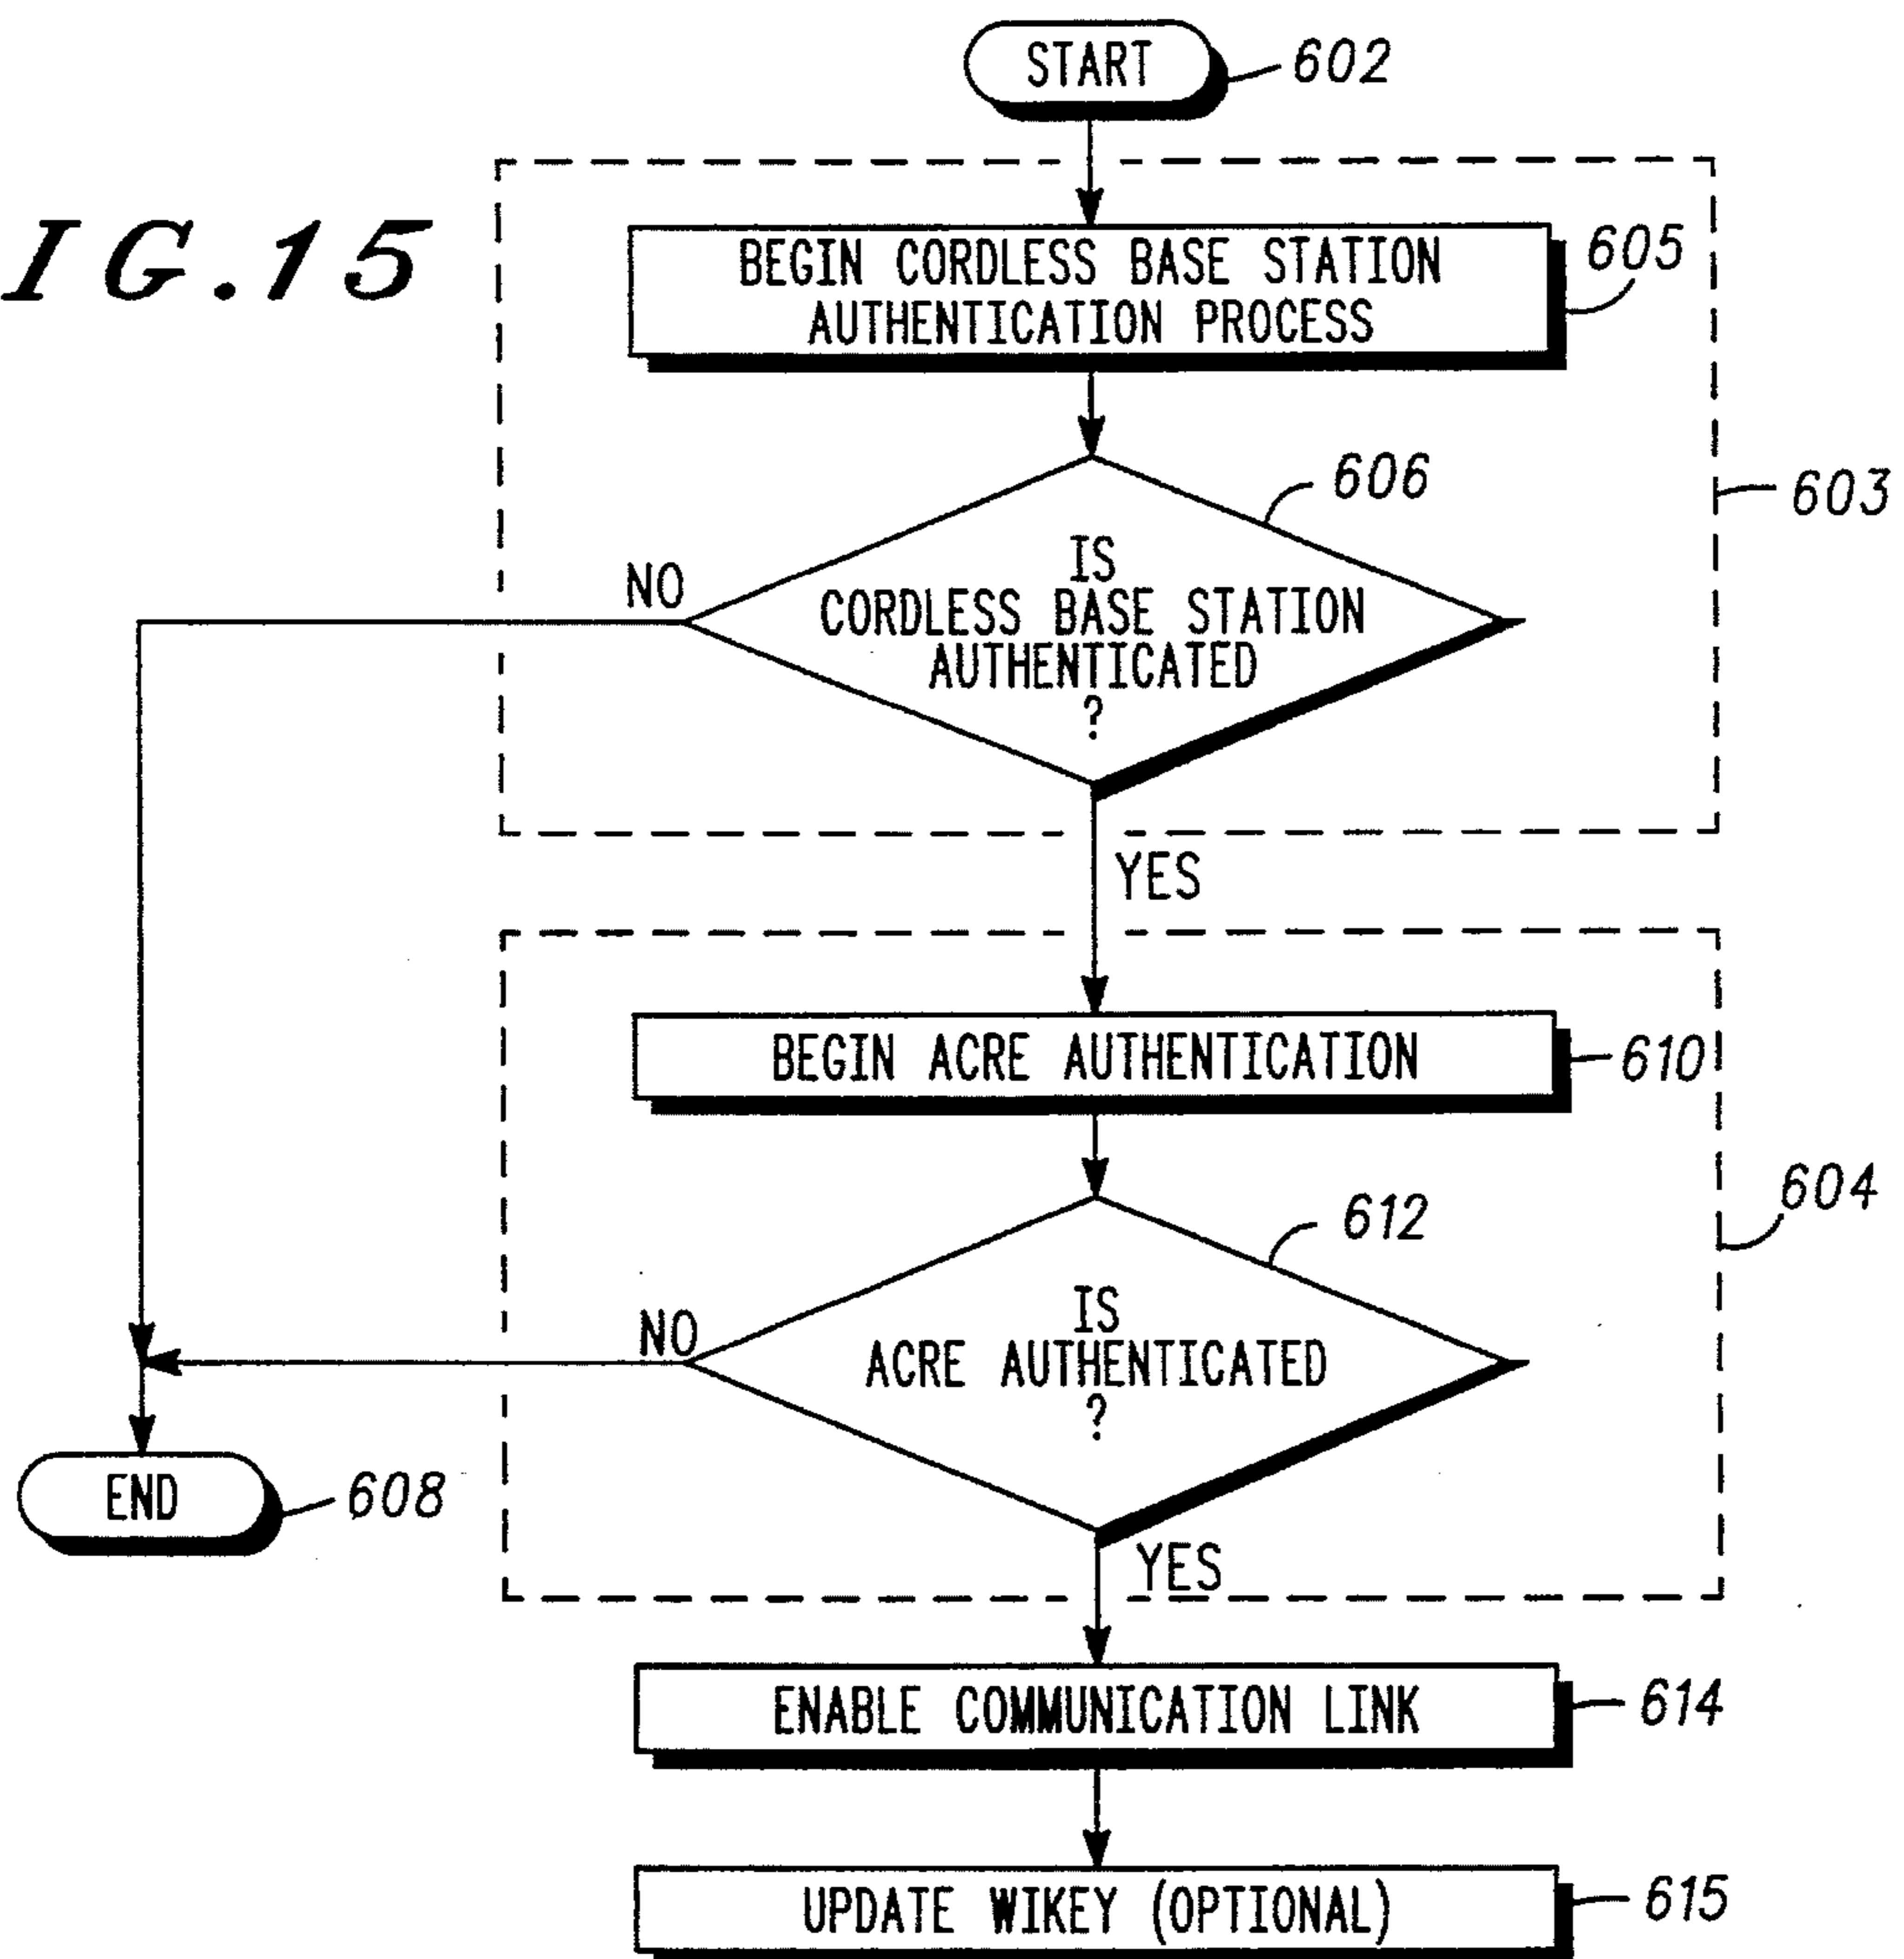 START
602
IG.15
BEGIN CORDLESS BASE STATION
AUTHENTICATION PROCESS
605
606
603
IS
CORDLESS BASE STATION
AUTHENTICATED
?
NO
YES
BEGIN ACRE AUTHENTICATION
610
604
612
IS
ACRE AUTHENTICATED
?
NO
END
608
YES
ENABLE COMMUNICATION LINK
614
UPDATE WIKEY (OPTIONAL)
615